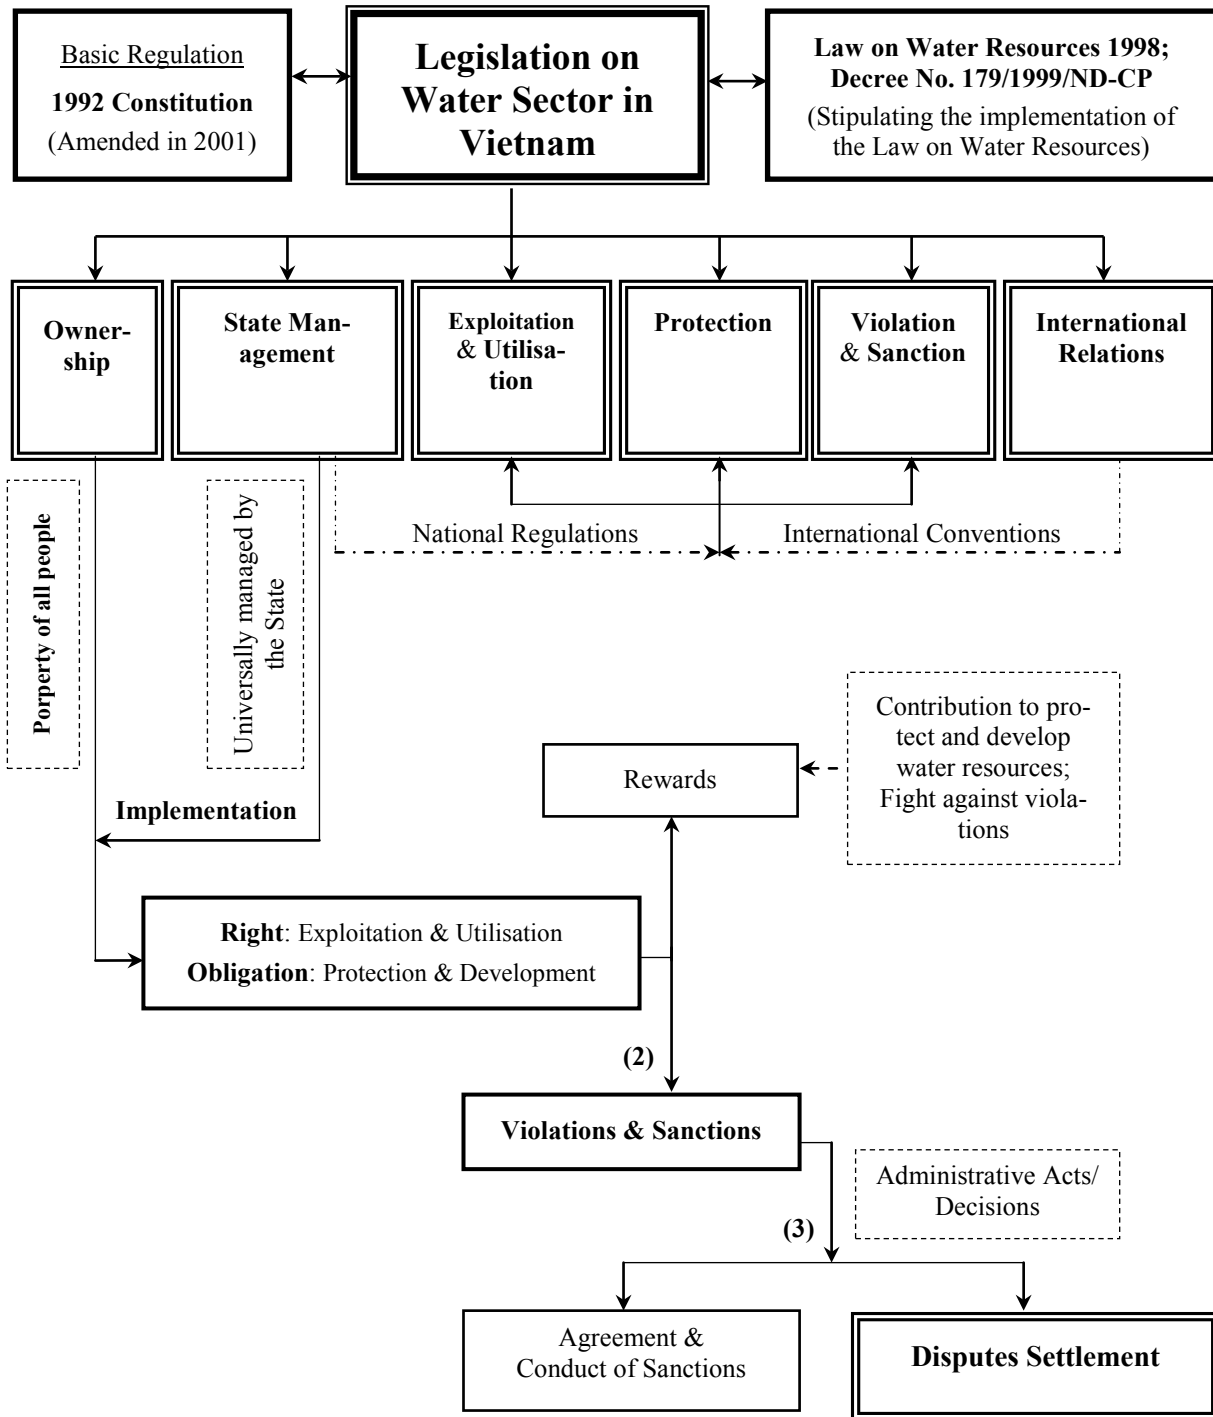 Basic Regulation
1992 Constitution
(Amended in 2001)
Legislation on
Water Sector in
Vietnam
Law on Water Resources 1998;
Decree No. 179/1999/ND-CP
(Stipulating the implementation of
the Law on Water Resources)
Owner-
ship
State Man-
agement
Exploitation
& Utilisa-
tion
Protection
Violation
& Sanction
International
Relations
National Regulations
International Conventions
Porperty of all people
Universally managed by
the State
Implementation
Rewards
Contribution to pro-
tect and develop
water resources;
Fight against viola-
tions
Right: Exploitation & Utilisation
Obligation: Protection & Development
(2)
Violations & Sanctions
Administrative Acts/
Decisions
(3)
Agreement &
Conduct of Sanctions
Disputes Settlement